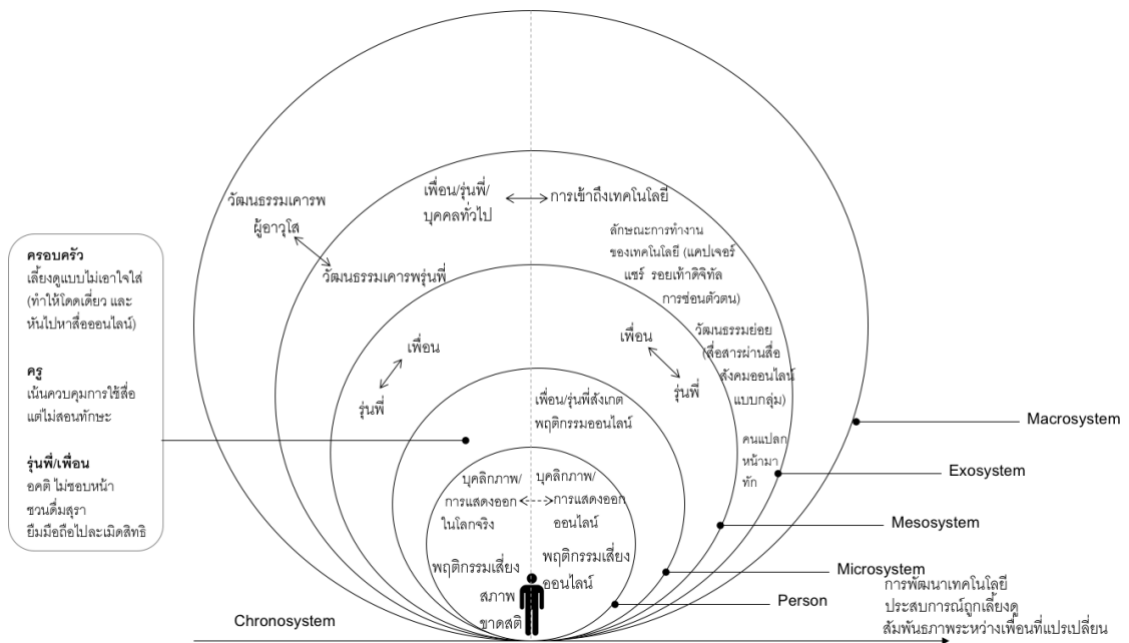 วัฒนธรรมเคารพ
ผู้อาวุโส
เพื่อน/รุ่นพี่/
บุคคลทั่วไป
การเข้าถึงเทคโนโลยี
วัฒนธรรมเคารพรุ่นพี่
ลักษณะการทำงาน
ของเทคโนโลยี (แคปเจอร์
แชร์ รอยเท้าดิจิทัล
การซ่อนตัวตน)
ครอบครัว
เลี้ยงดูแบบไม่เอาใจใส่
(ทำให้โดดเดี่ยว และ
หันไปหาสื่อออนไลน์)
ครู
เน้นควบคุมการใช้สื่อ
แต่ไม่สอนทักษะ
รุ่นพี่/เพื่อน
อคติ ไม่ชอบหน้า
ชวนดื่มสุรา
ยืมมือถือไปละเมิดสิทธิ
เพื่อน
รุ่นพี่
เพื่อน
รุ่นพี่
วัฒนธรรมย่อย
(สื่อสารผ่านสื่อ
สังคมออนไลน์
แบบกลุ่ม)
เพื่อน/รุ่นพี่สังเกต
พฤติกรรมออนไลน์
คนแปลก
หน้ามา
ทัก
บุคลิกภาพ/
การแสดงออก
ในโลกจริง
บุคลิกภาพ/
การแสดงออก
ออนไลน์
พฤติกรรมเสี่ยง
สภาพ
ขาดสติ
พฤติกรรมเสี่ยง
ออนไลน์
Macrosystem
Exosystem
Mesosystem
Microsystem
Person
Chronosystem
การพัฒนาเทคโนโลยี
ประสบการณ์ถูกเลี้ยงดู
สัมพันธภาพระหว่างเพื่อนที่แปรเปลี่ยน